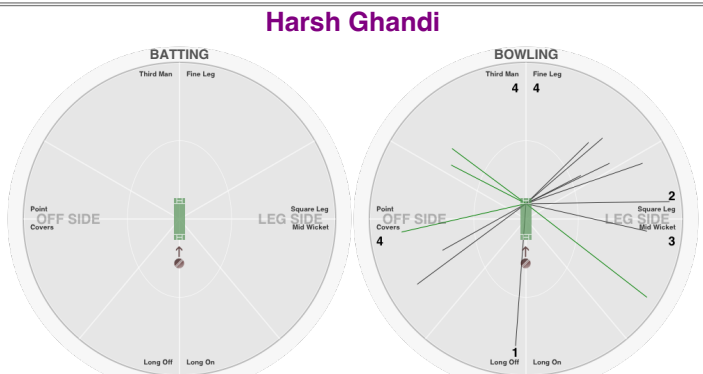 Harsh Ghandi
BATTING
Third Man Fine Leg
Point
OFF SIDE
Covers
Square Leg
LEG SIDE
Mid Wicket
Long Off Long On
BOWLING
Third Man Fine Leg
4 4
Point
OFF SIDE
Covers
4
2
Square Leg
LEG SIDE
Mid Wicket
3
1
Long Off Long On